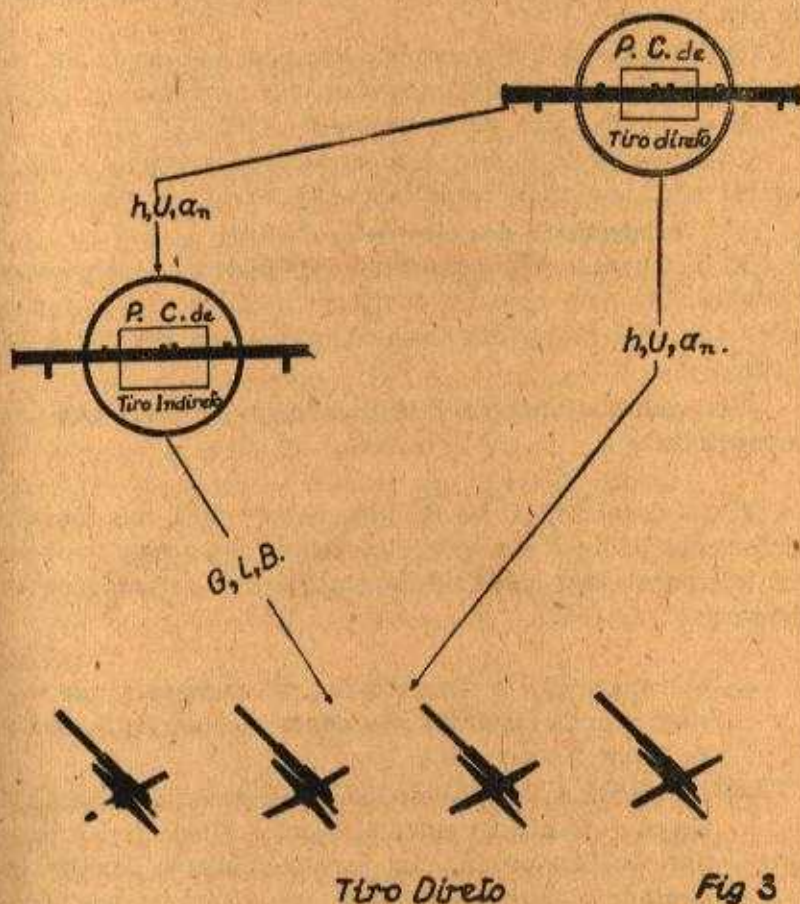 P. C. de
Tiro direto
h, U, αn
P. C. de
Tiro Indireto
h, U, αn.
G, L, B.
Tiro Direto
Fig 3